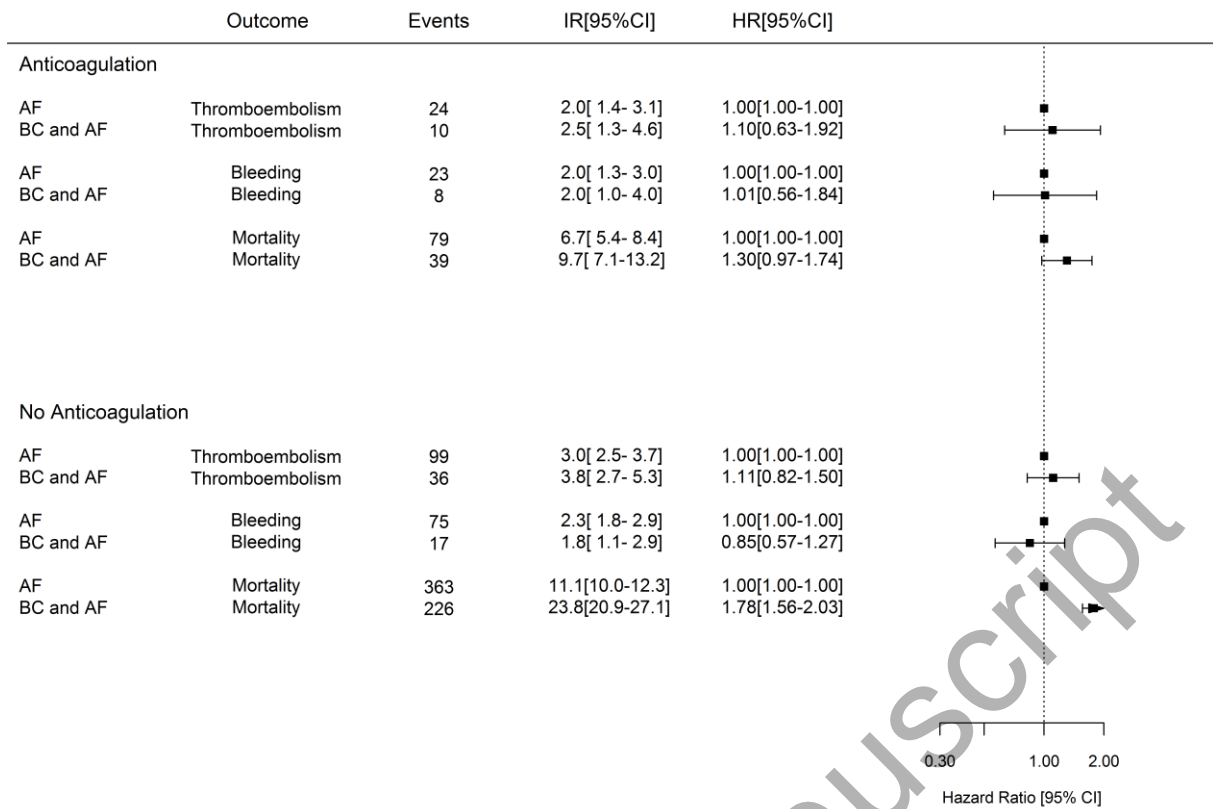 Outcome Events IR[95%CI] HR[95%CI]
Anticoagulation
AF Thromboembolism 24 2.0[ 1.4- 3.1] 1.00[1.00-1.00]
BC and AF Thromboembolism 10 2.5[ 1.3- 4.6] 1.10[0.63-1.92]
AF Bleeding 23 2.0[ 1.3- 3.0] 1.00[1.00-1.00]
BC and AF Bleeding 8 2.0[ 1.0- 4.0] 1.01[0.56-1.84]
AF Mortality 79 6.7[ 5.4- 8.4] 1.00[1.00-1.00]
BC and AF Mortality 39 9.7[ 7.1-13.2] 1.30[0.97-1.74]
No Anticoagulation
AF Thromboembolism 99 3.0[ 2.5- 3.7] 1.00[1.00-1.00]
BC and AF Thromboembolism 36 3.8[ 2.7- 5.3] 1.11[0.82-1.50]
AF Bleeding 75 2.3[ 1.8- 2.9] 1.00[1.00-1.00]
BC and AF Bleeding 17 1.8[ 1.1- 2.9] 0.85[0.57-1.27]
AF Mortality 363 11.1[10.0-12.3] 1.00[1.00-1.00]
BC and AF Mortality 226 23.8[20.9-27.1] 1.78[1.56-2.03]
0.30 1.00 2.00
Hazard Ratio [95% CI]
uscript